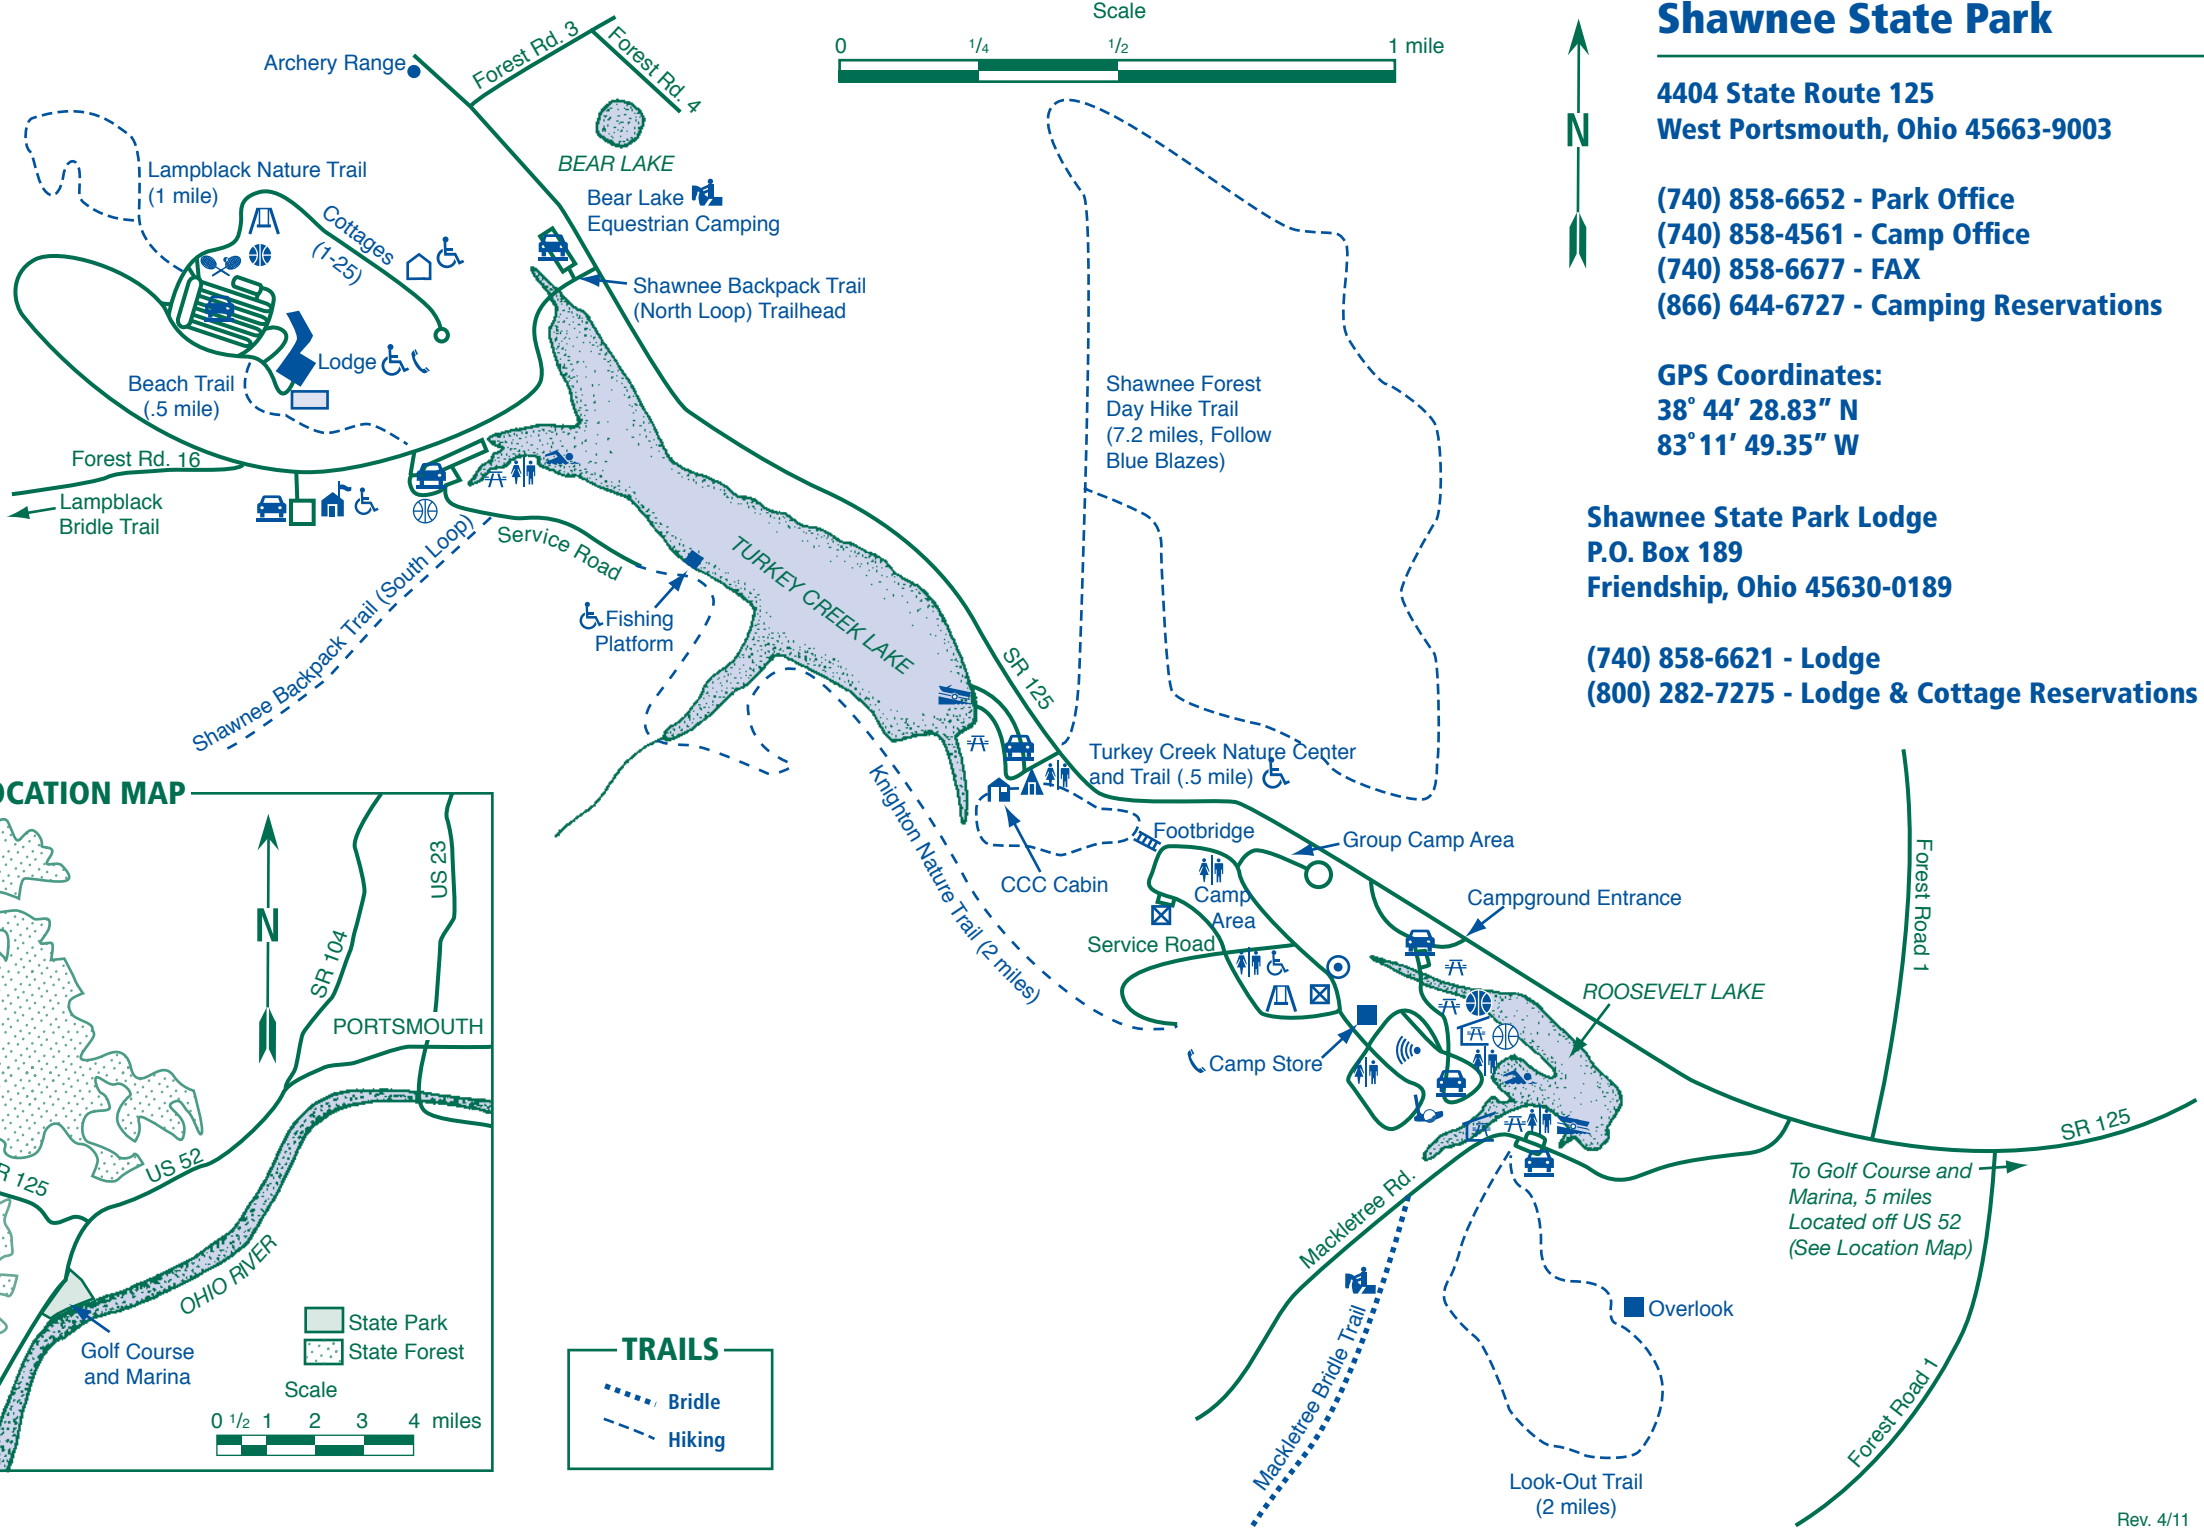 Shawnee State Park
4404 State Route 125
West Portsmouth, Ohio 45663-9003
(740) 858-6652 - Park Office
(740) 858-4561 - Camp Office
(740) 858-6677 - FAX
(866) 644-6727 - Camping Reservations
GPS Coordinates:
38° 44’ 28.83” N
83° 11’ 49.35” W
Shawnee State Park Lodge
P.O. Box 189
Friendship, Ohio 45630-0189
(740) 858-6621 - Lodge
(800) 282-7275 - Lodge & Cottage Reservations
Scale
0 1/4 1/2 1 mile
N
Archery Range
Forest Rd. 3
Forest Rd. 4
BEAR LAKE
Bear Lake
Equestrian Camping
Lampblack Nature Trail
(1 mile)
Cottages
(1-25)
Shawnee Backpack Trail
(North Loop) Trailhead
Lodge
Beach Trail
(.5 mile)
Forest Rd. 16
Lampblack
Bridle Trail
Service Road
Shawnee Backpack Trail (South Loop)
Fishing
Platform
TURKEY CREEK LAKE
SR 125
Shawnee Forest
Day Hike Trail
(7.2 miles, Follow
Blue Blazes)
Turkey Creek Nature Center
and Trail (.5 mile)
Knighton Nature Trail (2 miles)
CCC Cabin
Footbridge
Group Camp Area
Camp
Area
Campground Entrance
Service Road
ROOSEVELT LAKE
Camp Store
Forest Road 1
SR 125
To Golf Course and
Marina, 5 miles
Located off US 52
(See Location Map)
Mackletree Rd.
Mackletree Bridle Trail
Overlook
Look-Out Trail
(2 miles)
Forest Road 1
Rev. 4/11
OCATION MAP
N
SR 104
US 23
PORTSMOUTH
US 52
R 125
OHIO RIVER
Golf Course
and Marina
State Park
State Forest
Scale
0 1/2 1 2 3 4 miles
TRAILS
Bridle
Hiking